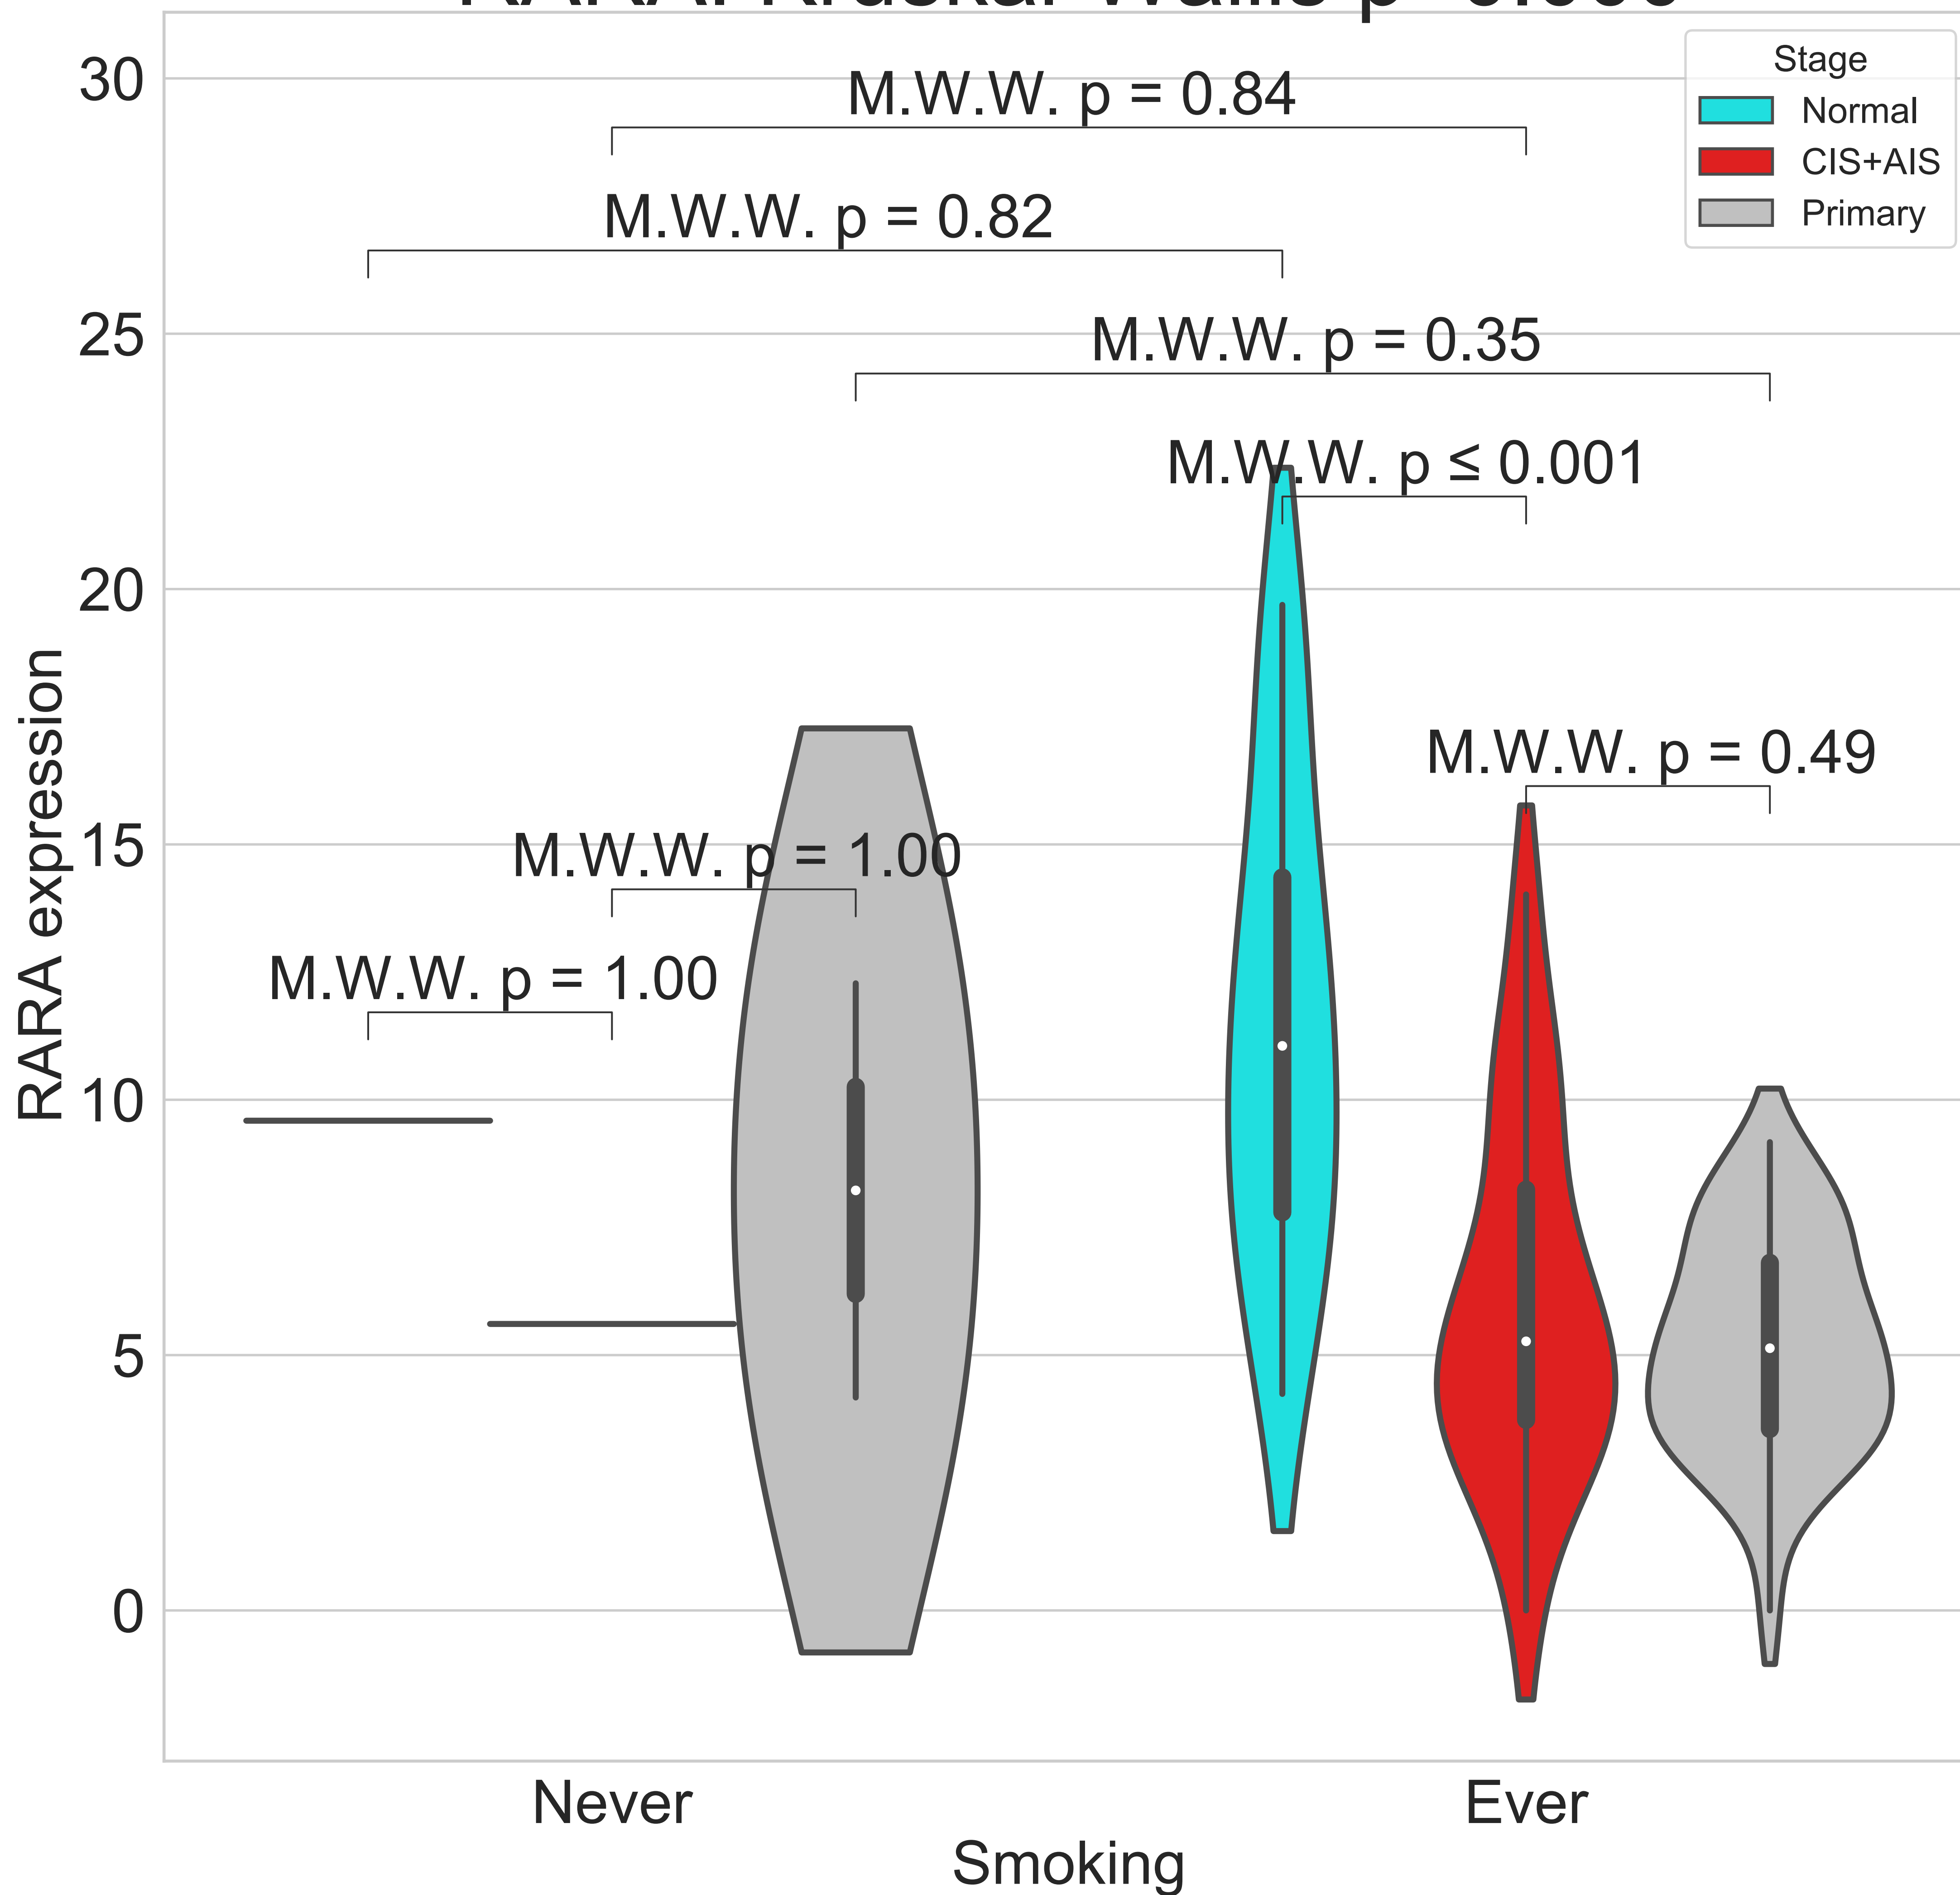 30
25
20
15
10
5
0
RARA expression
M.W.W. p = 0.84
M.W.W. p = 0.82
M.W.W. p = 0.35
M.W.W. p ≤ 0.001
M.W.W. p = 0.49
M.W.W. p = 1.00
M.W.W. p = 1.00
Stage
Normal
CIS+AIS
Primary
Never
Ever
Smoking